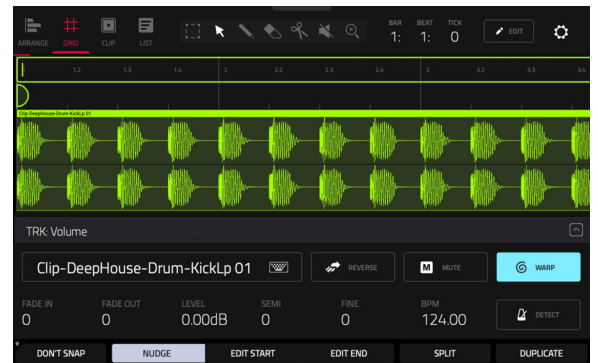 BAR BEAT TICK
1: 1: 0
EDIT
ARRANGE GRID CLIP LIST
1 1.2 1.3 1.4 2 2.2 2.3 2.4 3 3.2 3.3 3.4
Clip-DeepHouse-Drum-KickLp 01
TRK: Volume
Clip-DeepHouse-Drum-KickLp 01 REVERSE M MUTE WARP
FADE IN FADE OUT LEVEL SEMI FINE BPM
0 0 0.00dB 0 0 124.00 DETECT
DON'T SNAP NUDGE EDIT START EDIT END SPLIT DUPLICATE